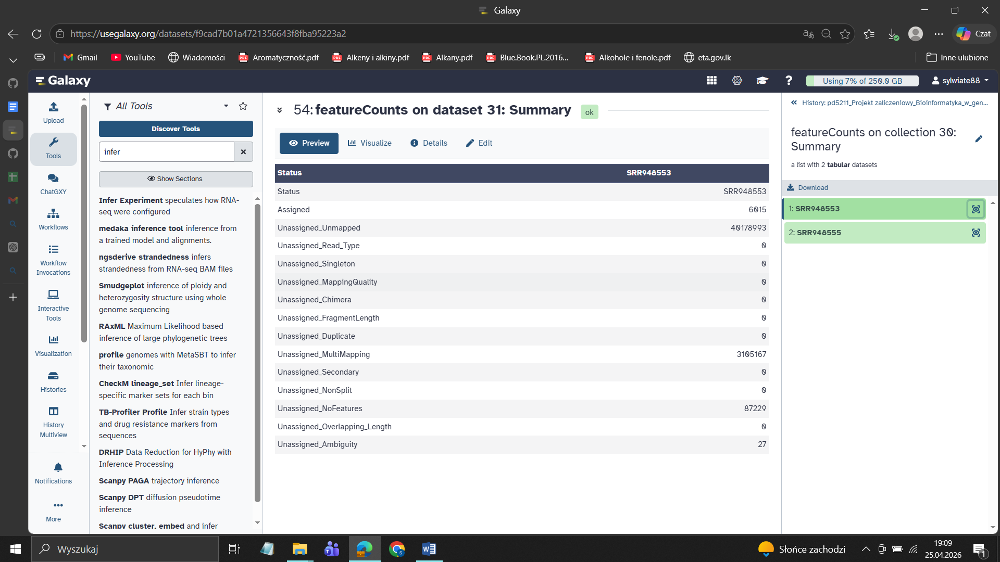 Galaxy
https://usegalaxy.org/datasets/f9cad7b01a4721356643f8fba95223a2
Czat
Gmail
YouTube
Wiadomości
Aromatyczność.pdf
Alkeny i alkiny.pdf
Alkany.pdf
Blue.Book.PL.2016...
Alkohole i fenole.pdf
eta.gov.lk
Inne ulubione
Galaxy
Using 7% of 250.0 GB
sylwiate88
Upload
Tools
ChatGXY
Workflows
Workflow
Invocations
Interactive
Tools
Visualization
Histories
History
Multiview
Notifications
More
All Tools
Discover Tools
infer
Show Sections
Infer Experiment speculates how RNA-
seq were configured
medaka inference tool inference from
a trained model and alignments.
ngsderive strandedness infers
strandedness from RNA-seq BAM files
Smudgeplot inference of ploidy and
heterozygosity structure using whole
genome sequencing
RAxML Maximum Likelihood based
inference of large phylogenetic trees
profile genomes with MetaSBT to infer
their taxonomic
CheckM lineage_set Infer lineage-
specific marker sets for each bin
TB-Profiler Profile Infer strain types
and drug resistance markers from
sequences
DRHIP Data Reduction for HyPhy with
Inference Processing
Scanpy PAGA trajectory inference
Scanpy DPT diffusion pseudotime
inference
Scanpy cluster, embed and infer
54: featureCounts on dataset 31: Summary
ok
Preview
Visualize
Details
Edit
Status SRR948553
Status SRR948553
Assigned 6015
Unassigned_Unmapped 40178993
Unassigned_Read_Type 0
Unassigned_Singleton 0
Unassigned_MappingQuality 0
Unassigned_Chimera 0
Unassigned_FragmentLength 0
Unassigned_Duplicate 0
Unassigned_MultiMapping 3105167
Unassigned_Secondary 0
Unassigned_NonSplit 0
Unassigned_NoFeatures 87229
Unassigned_Overlapping_Length 0
Unassigned_Ambiguity 27
History: pd5211_Projekt zaliczeniowy_Bioinformatyka_w_gen...
featureCounts on collection 30:
Summary
a list with 2 tabular datasets
Download
1: SRR948553
2: SRR948555
Wyszukaj
Słońce zachodzi
19:09
25.04.2026
1